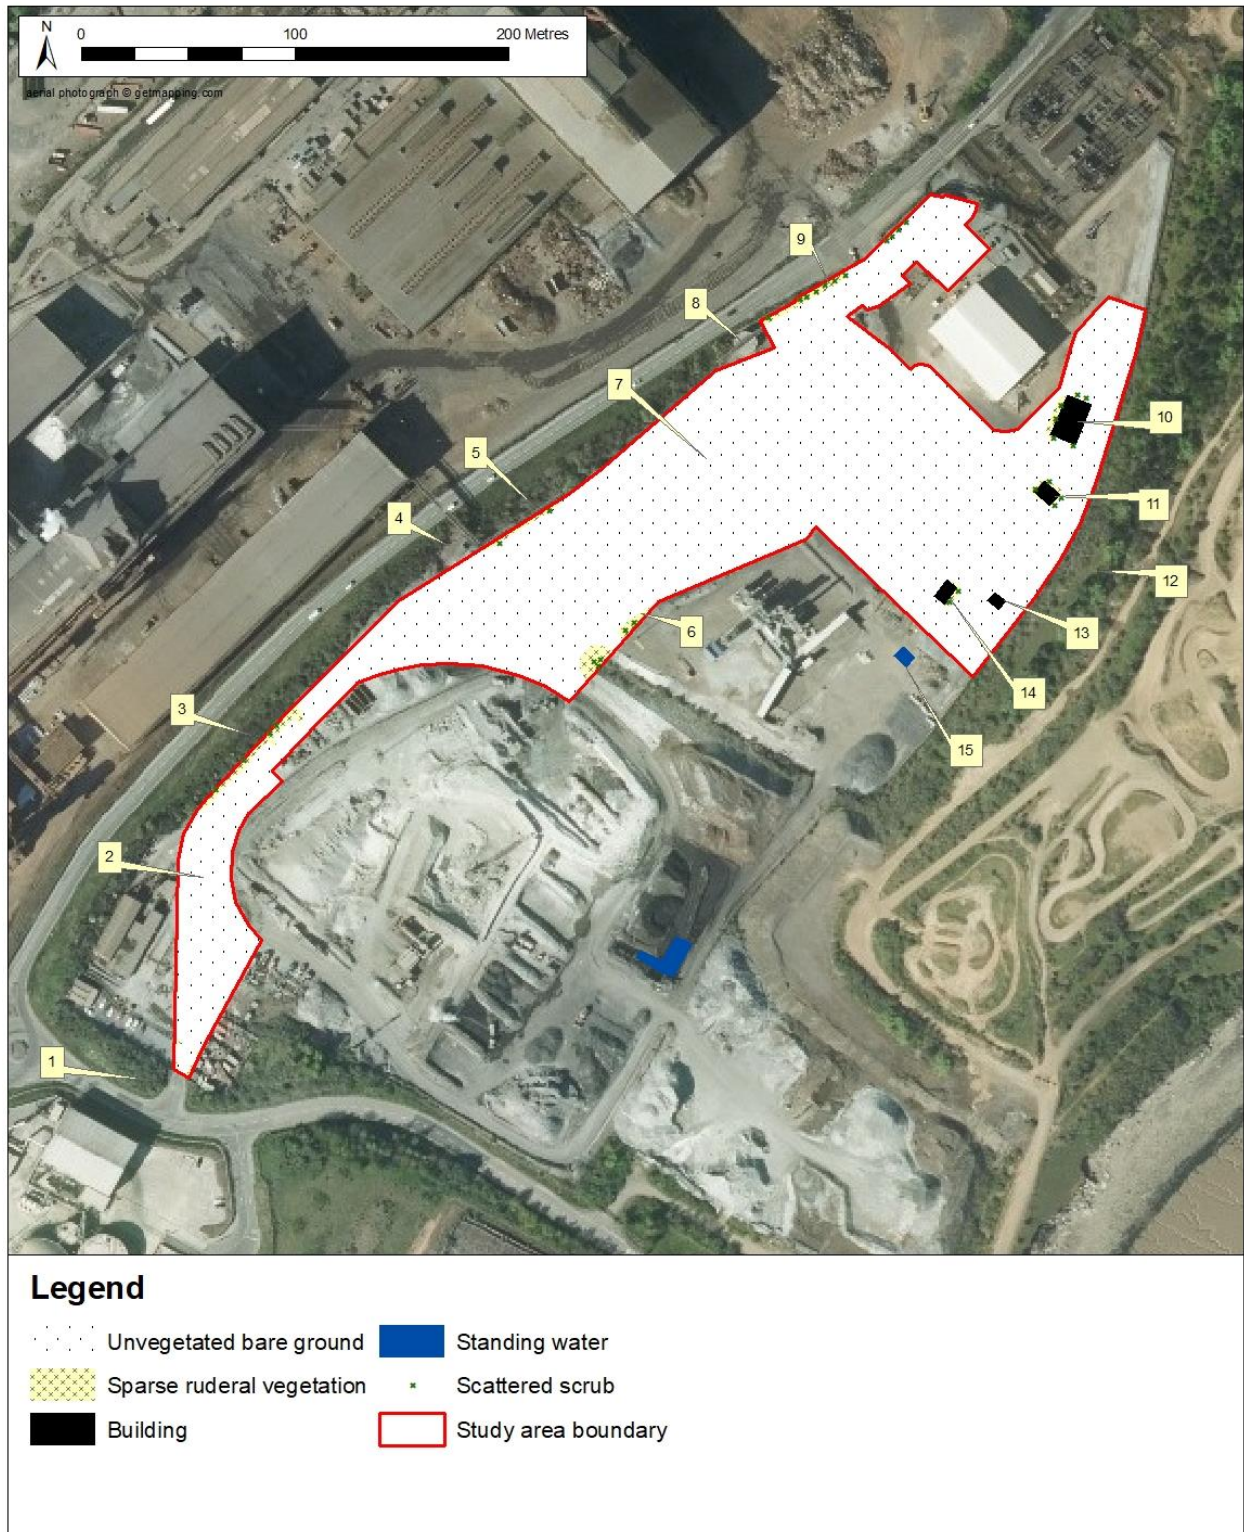 N
0 100 200 Metres
aerial photograph © getmapping.com
9
8
7
10
5
11
4
12
6
13
3
14
15
2
1
Legend
Unvegetated bare ground
Standing water
Sparse ruderal vegetation
Scattered scrub
Building
Study area boundary